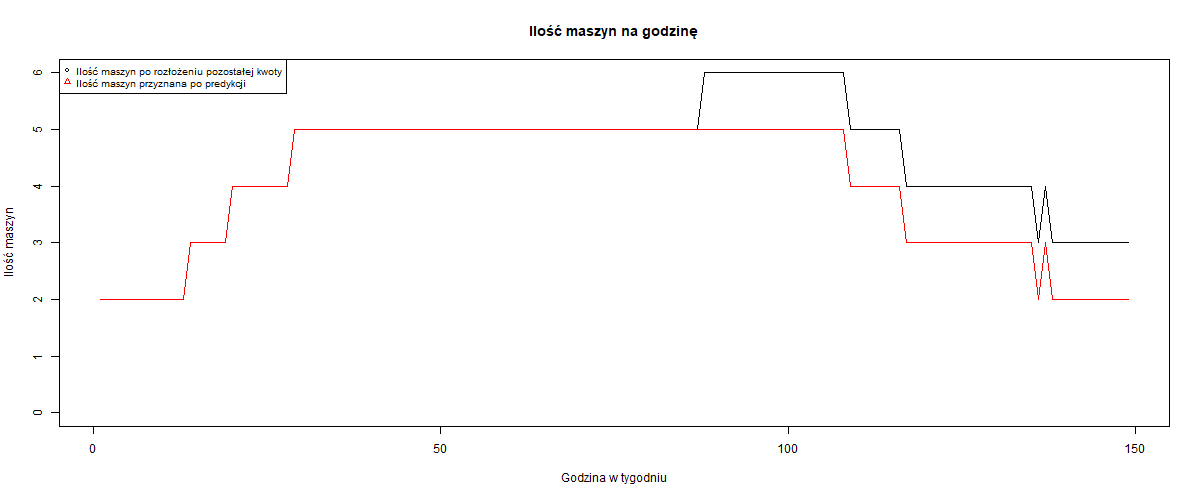 Ilość maszyn na godzinę
Ilość maszyn po rozłożeniu pozostałej kwoty
Ilość maszyn przyznana po predykcji
6
5
4
3
2
1
0
Ilość maszyn
0 50 100 150
Godzina w tygodniu